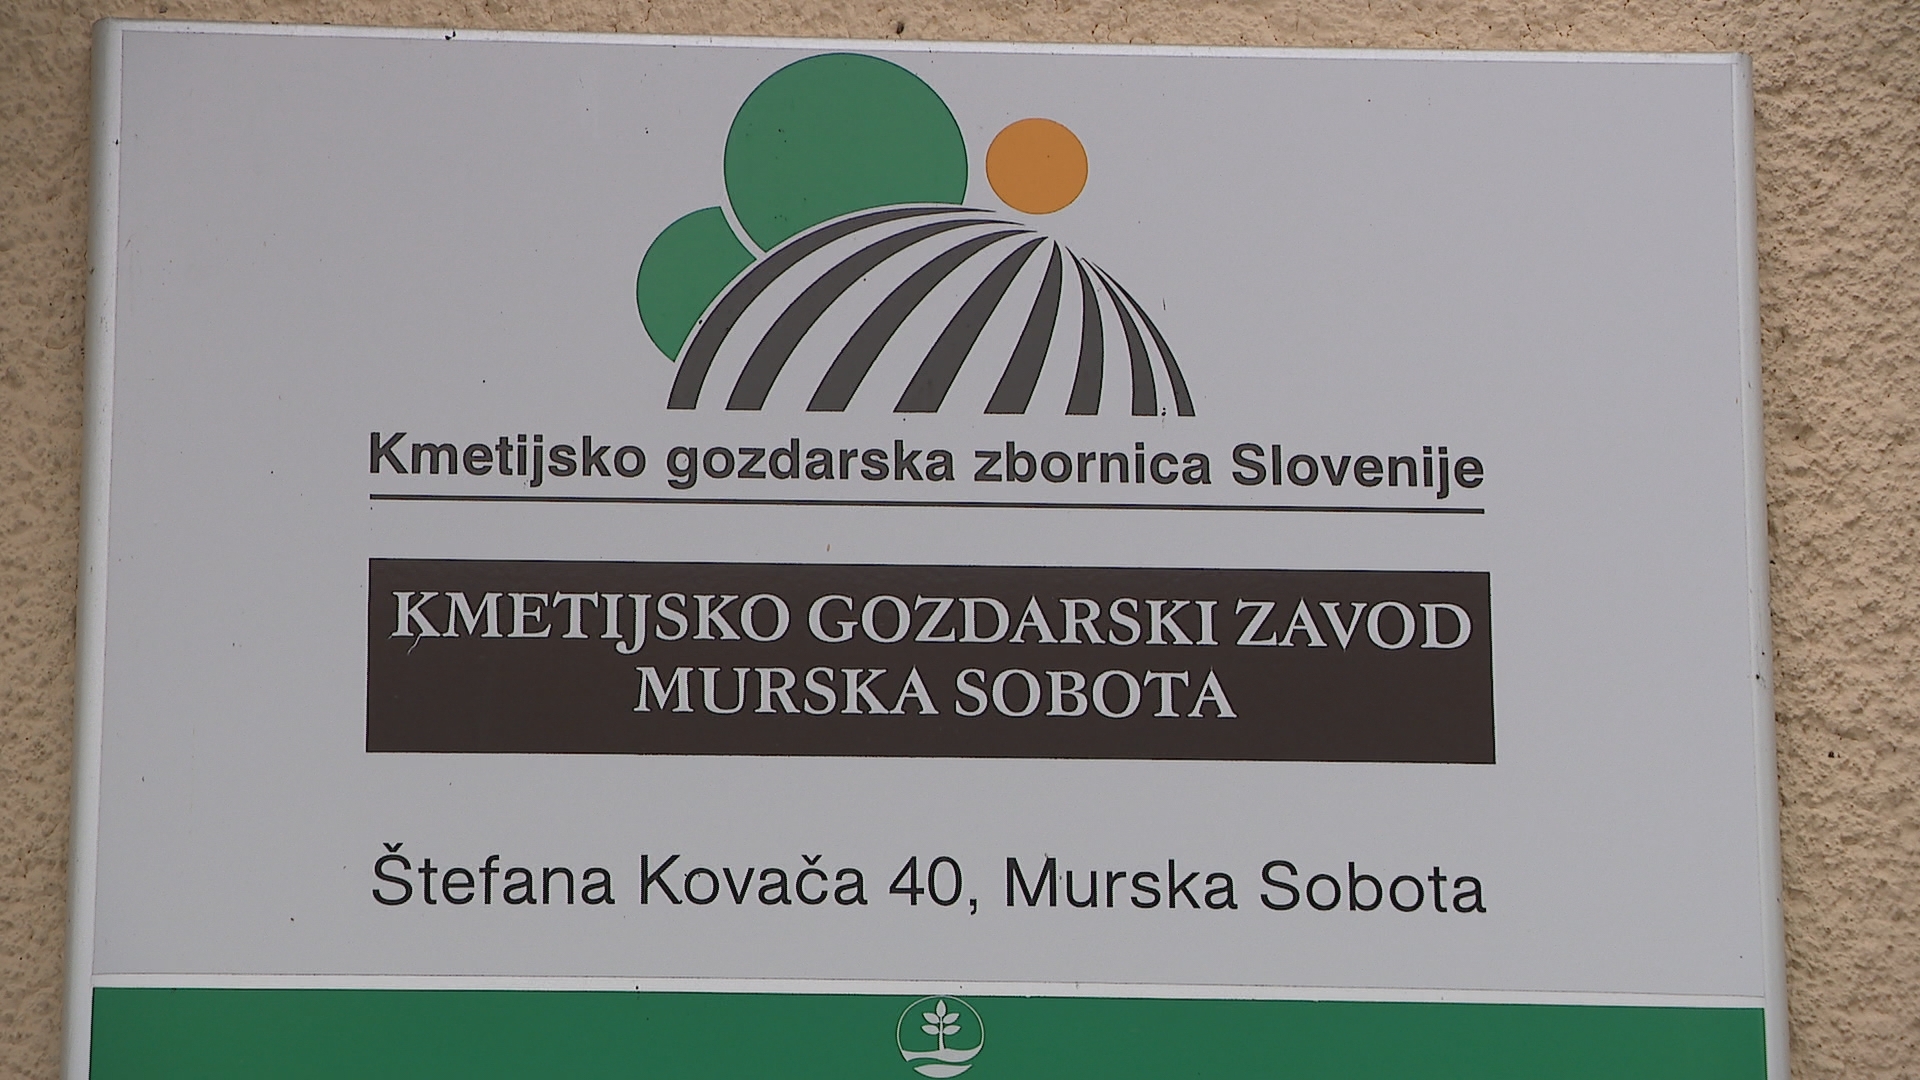 Kmetijsko gozdarska zbornica Slovenije
KMETIJSKO GOZDARSKI ZAVOD
MURSKA SOBOTA
Štefana Kovača 40, Murska Sobota